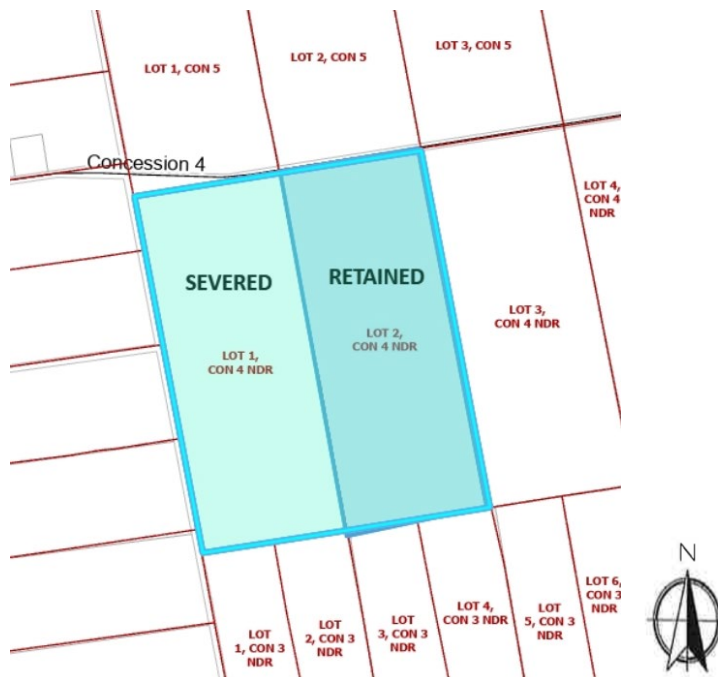 LOT 1, CON 5
LOT 2, CON 5
LOT 3, CON 5
Concession 4
LOT 4,
CON 4
NDR
SEVERED
RETAINED
LOT 3,
CON 4 NDR
LOT 1,
CON 4 NDR
LOT 2,
CON 4 NDR
N
LOT
1, CON 3
NDR
LOT
2, CON 3
NDR
LOT
3, CON 3
NDR
LOT 4,
CON 3 NDR
LOT
5, CON 3
NDR
LOT 6,
CON 3
NDR